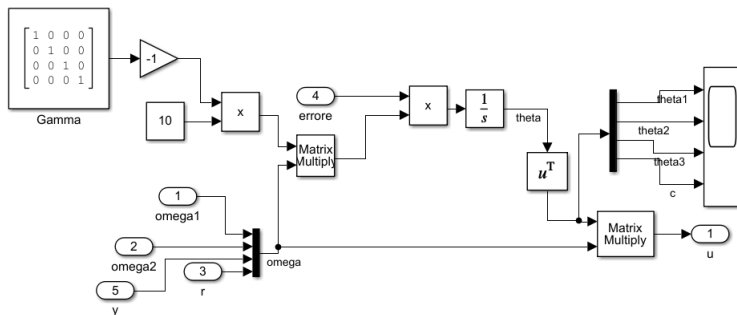 1 0 0 0
0 1 0 0
0 0 1 0
0 0 0 1
Gamma
-1
10
x
4
errore
Matrix
Multiply
x
1
s
theta
u^T
theta1
theta2
theta3
c
1
omega1
2
omega2
3
r
5
y
omega
Matrix
Multiply
1
u